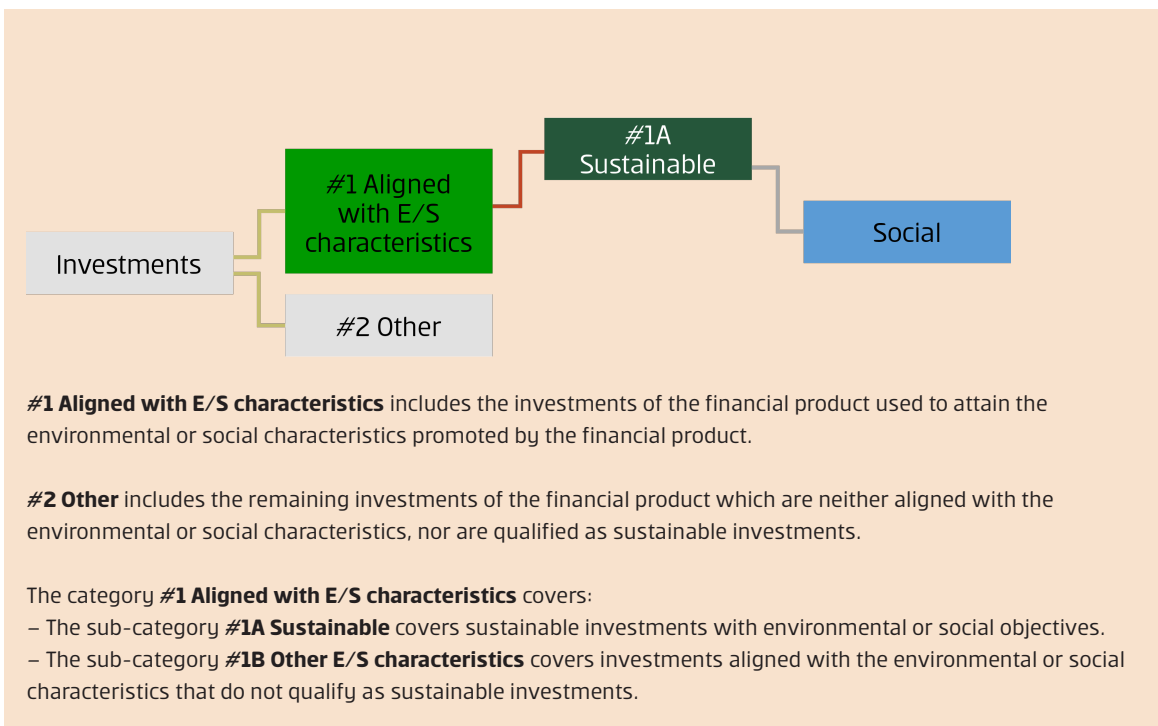 #1A
Sustainable
#1 Aligned
with E/S
characteristics
Social
Investments
#2 Other
#1 Aligned with E/S characteristics includes the investments of the financial product used to attain the
environmental or social characteristics promoted by the financial product.
#2 Other includes the remaining investments of the financial product which are neither aligned with the
environmental or social characteristics, nor are qualified as sustainable investments.
The category #1 Aligned with E/S characteristics covers:
– The sub-category #1A Sustainable covers sustainable investments with environmental or social objectives.
– The sub-category #1B Other E/S characteristics covers investments aligned with the environmental or social
characteristics that do not qualify as sustainable investments.